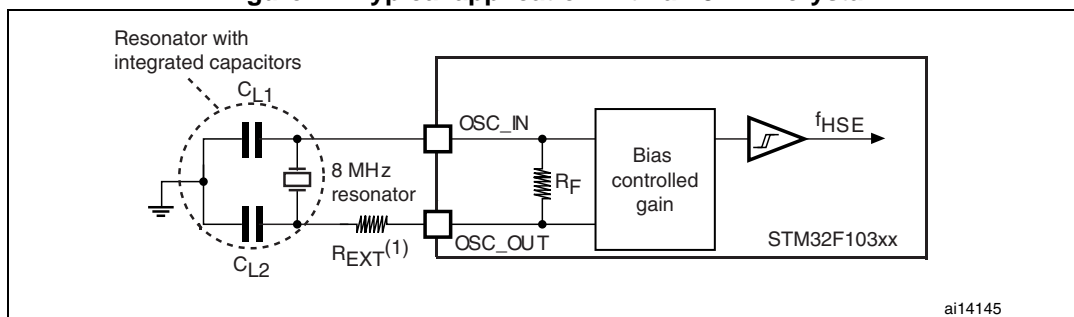 Resonator with
integrated capacitors
CL1
OSC_IN
fHSE
8 MHz
resonator
RF
Bias
controlled
gain
REXT(1)
OSC_OUT
STM32F103xx
CL2
ai14145